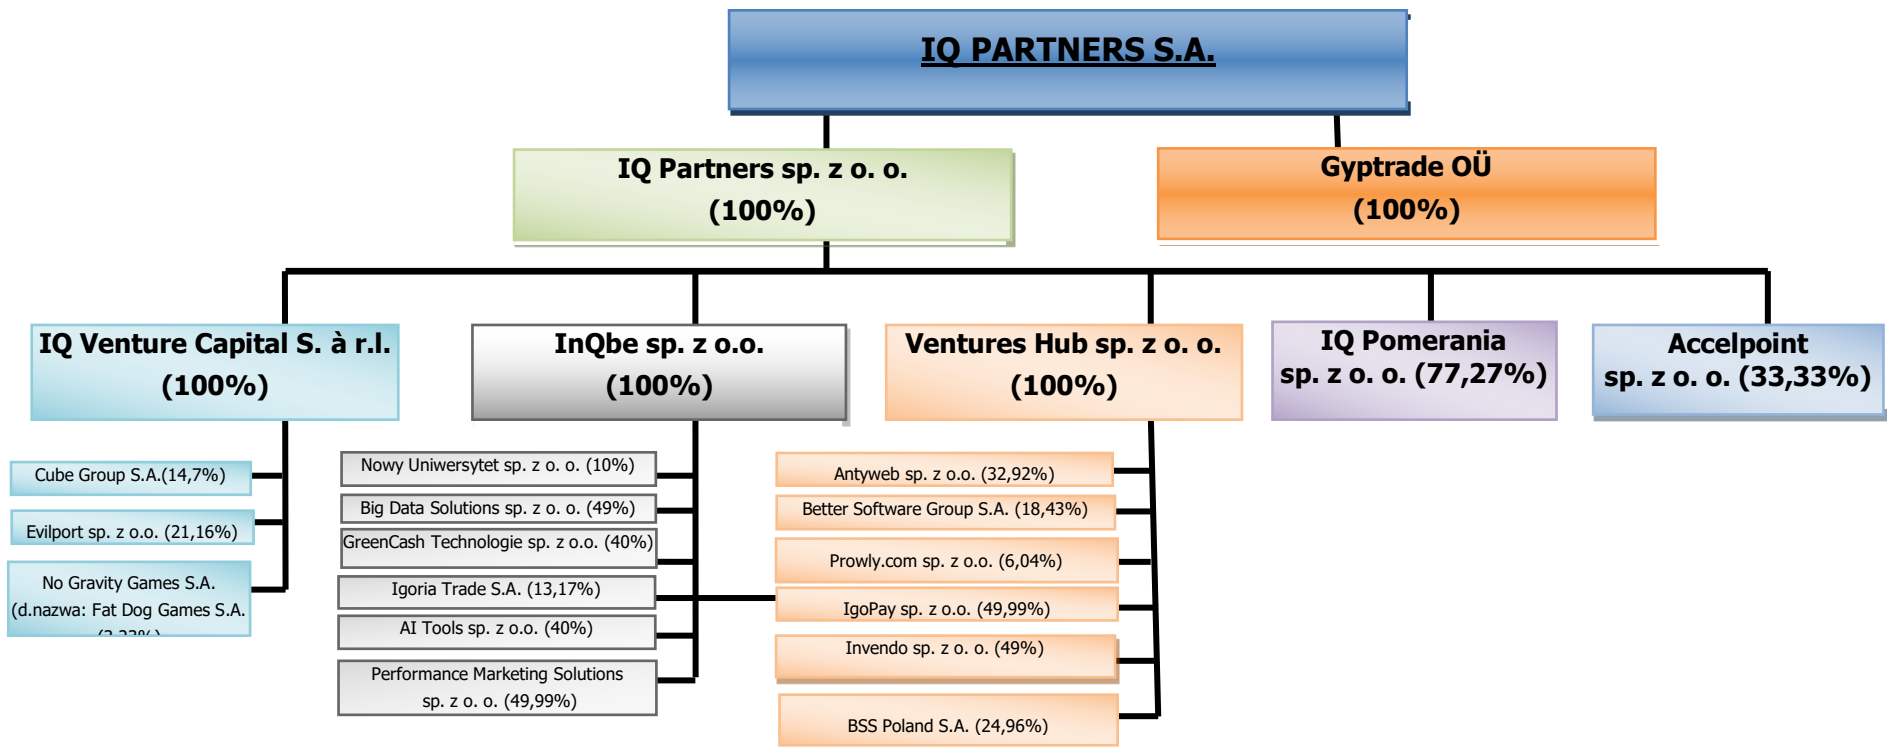 IQ PARTNERS S.A.
IQ Partners sp. z o. o.
(100%)
Gyptrade OÜ
(100%)
IQ Venture Capital S. à r.l.
(100%)
InQbe sp. z o.o.
(100%)
Ventures Hub sp. z o. o.
(100%)
IQ Pomerania
sp. z o. o. (77,27%)
Accelpoint
sp. z o. o. (33,33%)
Cube Group S.A.(14,7%)
Evilport sp. z o.o. (21,16%)
No Gravity Games S.A.
(d.nazwa: Fat Dog Games S.A.
Nowy Uniwersytet sp. z o. o. (10%)
Big Data Solutions sp. z o. o. (49%)
GreenCash Technologie sp. z o.o. (40%)
Igoria Trade S.A. (13,17%)
AI Tools sp. z o.o. (40%)
Performance Marketing Solutions
sp. z o. o. (49,99%)
Antyweb sp. z o.o. (32,92%)
Better Software Group S.A. (18,43%)
Prowly.com sp. z o.o. (6,04%)
IgoPay sp. z o.o. (49,99%)
Invendo sp. z o. o. (49%)
BSS Poland S.A. (24,96%)